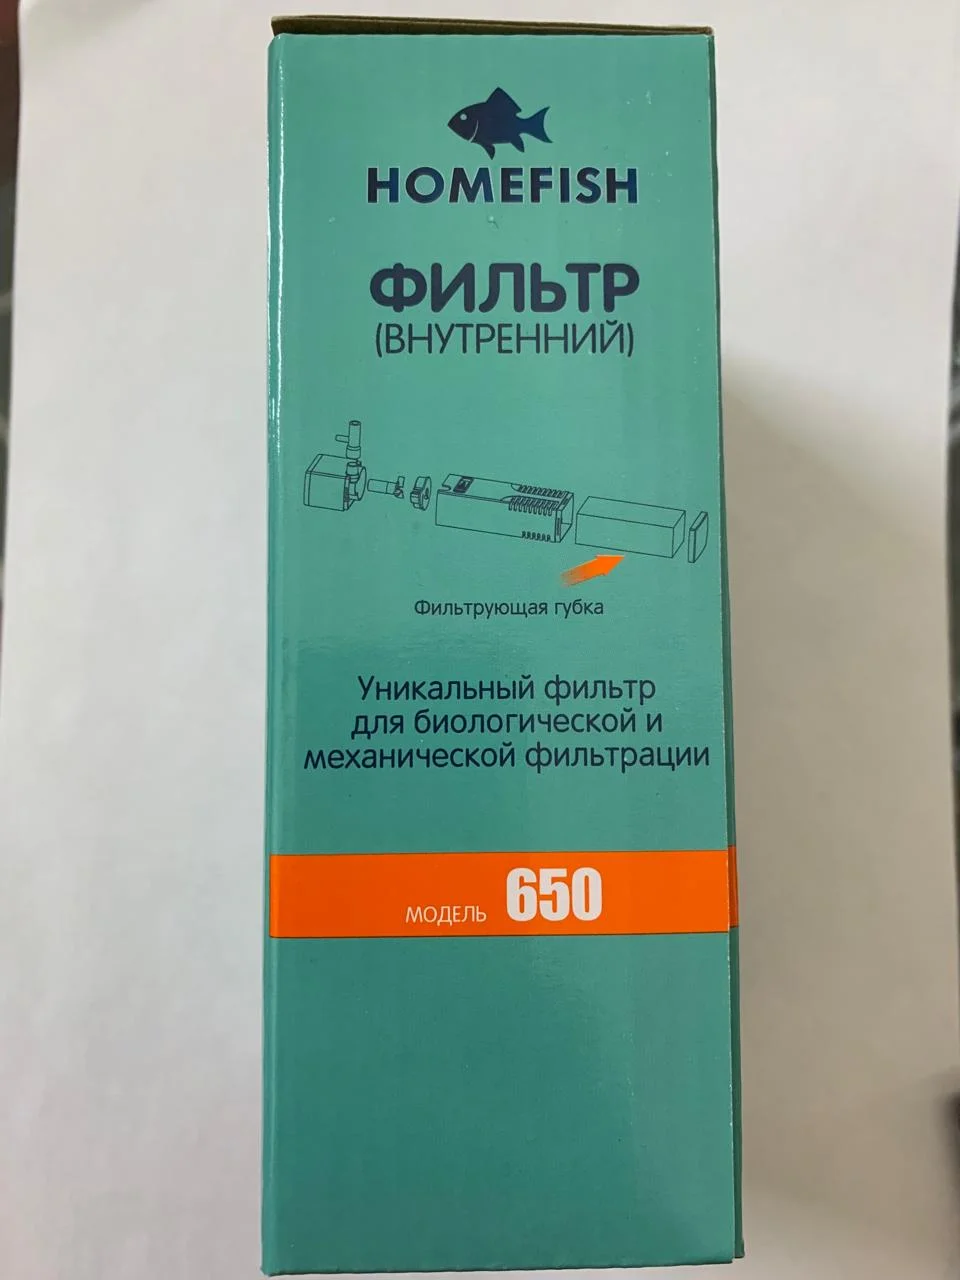 HOMEFISH
ФИЛЬТР
(ВНУТРЕННИЙ)
Фильтрующая губка
Уникальный фильтр
для биологической и
механической фильтрации
МОДЕЛЬ 650